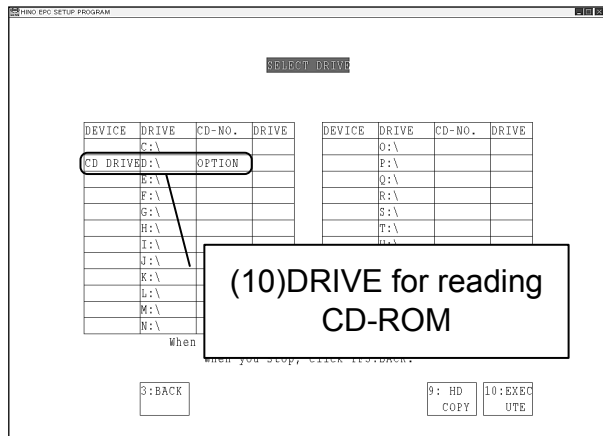 HINO EPC SETUP PROGRAM
SELECT DRIVE
DEVICE DRIVE CD-NO. DRIVE DEVICE DRIVE CD-NO. DRIVE
C:\ O:\
CD DRIVE D:\ OPTION P:\
E:\ Q:\
F:\ R:\
G:\ S:\
H:\ T:\
I:\
J:\
K:\
L:\
M:\
N:\
(10)DRIVE for reading
CD-ROM
When
3:BACK 9: HD 10:EXEC
COPY UTE